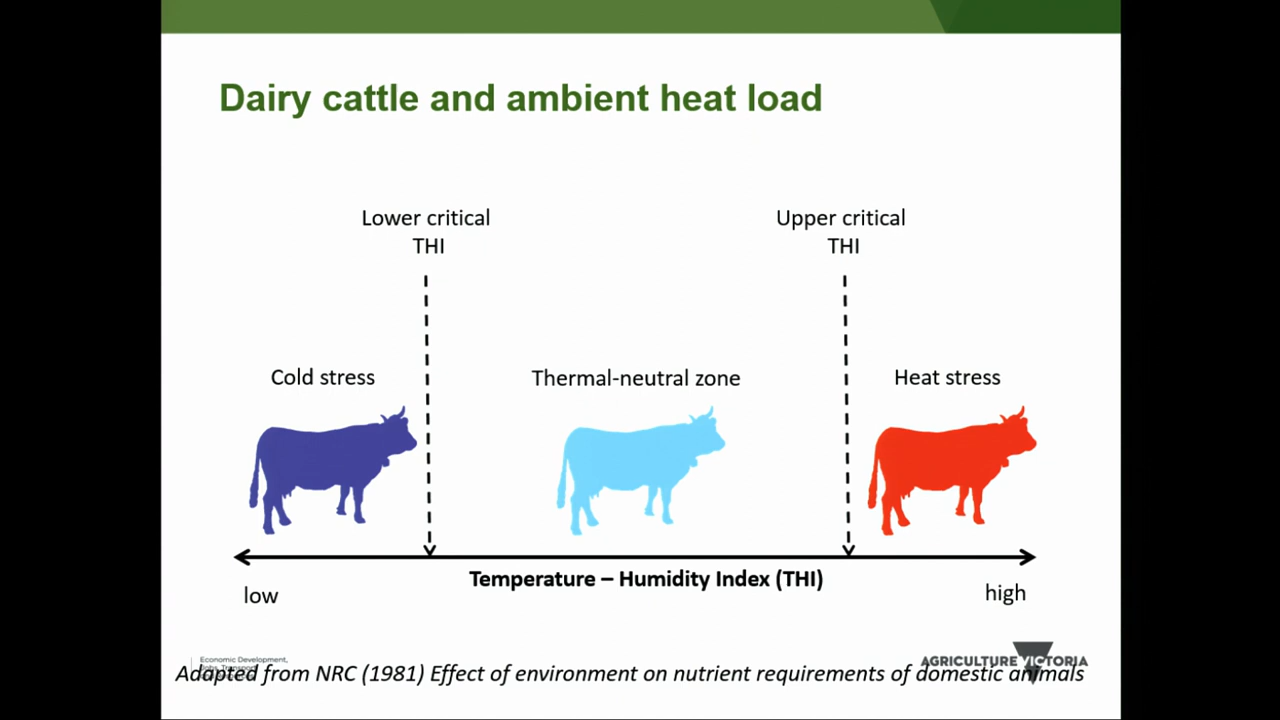 Dairy cattle and ambient heat load
Lower critical
THI
Upper critical
THI
Cold stress
Thermal-neutral zone
Heat stress
Temperature – Humidity Index (THI)
low
high
Economic Development,
Jobs, Transport
AGRICULTURE VICTORIA
Adapted from NRC (1981) Effect of environment on nutrient requirements of domestic animals